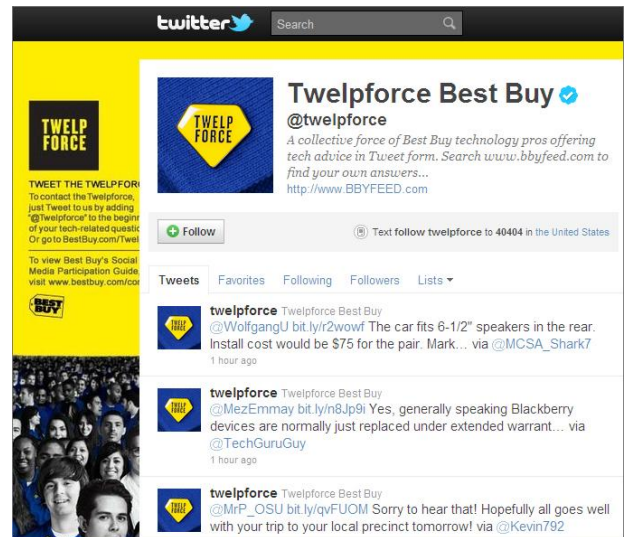 twitter
Search
TWELP
FORCE
TWEET THE TWELPFOR
To contact the Twelpforce,
just Tweet to us by adding
"@Twelpforce" to the beginn
of your tech-related questic
Or go to BestBuy.com/Twel
To view Best Buy's Social
Media Participation Guide,
visit www.bestbuy.com/cor
BEST
BUY
TWELP
FORCE
Twelpforce Best Buy
@twelpforce
A collective force of Best Buy technology pros offering
tech advice in Tweet form. Search www.bbyfeed.com to
find your own answers...
http://www.BBYFEED.com
Follow
Text follow twelpforce to 40404 in the United States
Tweets Favorites Following Followers Lists
TWELP
FORCE
twelpforce Twelpforce Best Buy
@WolfgangU bit.ly/r2wowf The car fits 6-1/2" speakers in the rear.
Install cost would be $75 for the pair. Mark... via @MCSA_Shark7
1 hour ago
TWELP
FORCE
twelpforce Twelpforce Best Buy
@MezEmmay bit.ly/n8Jp9i Yes, generally speaking Blackberry
devices are normally just replaced under extended warrant... via
@TechGuruGuy
1 hour ago
TWELP
FORCE
twelpforce Twelpforce Best Buy
@MrP_OSU bit.ly/qvFUOM Sorry to hear that! Hopefully all goes well
with your trip to your local precinct tomorrow! via @Kevin792